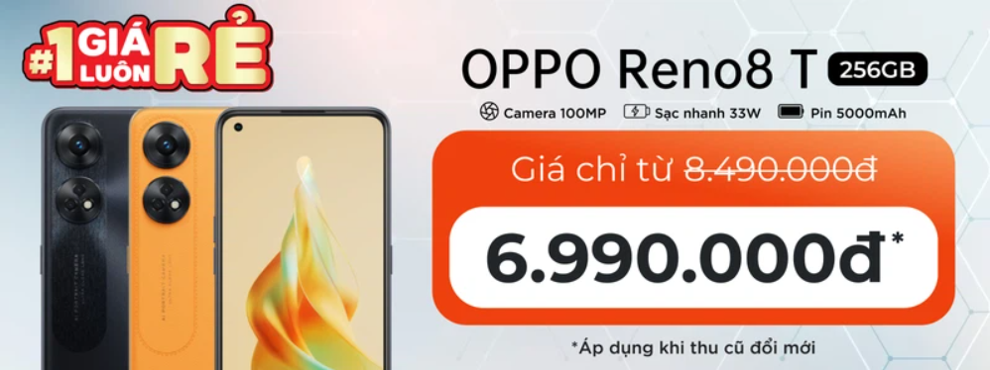 #1 GIÁ LUÔN RẺ
OPPO Reno8 T 256GB
Camera 100MP Sạc nhanh 33W Pin 5000mAh
Giá chỉ từ 8.490.000đ
6.990.000đ*
*Áp dụng khi thu cũ đổi mới